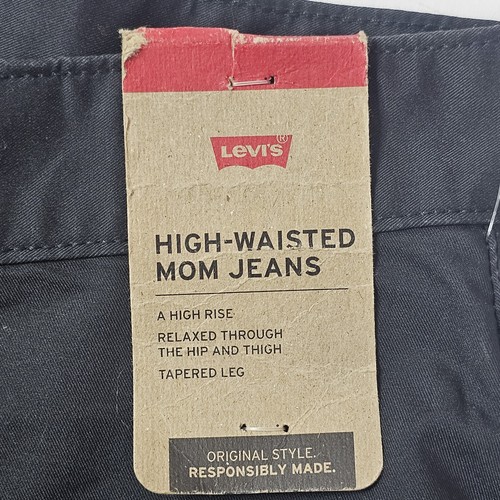 LEVI'S®
HIGH-WAISTED
MOM JEANS
A HIGH RISE
RELAXED THROUGH
THE HIP AND THIGH
TAPERED LEG
ORIGINAL STYLE.
RESPONSIBLY MADE.